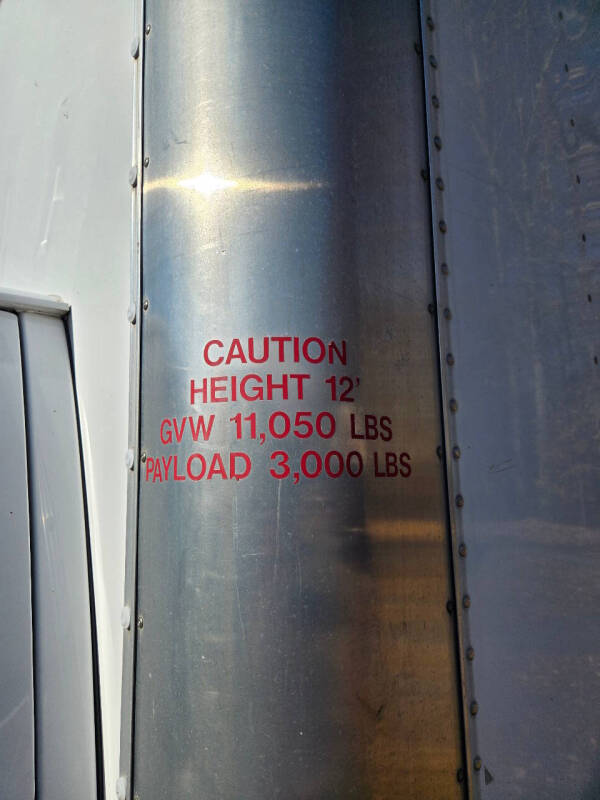 CAUTION
HEIGHT 12'
GVW 11,050 LBS
PAYLOAD 3,000 LBS